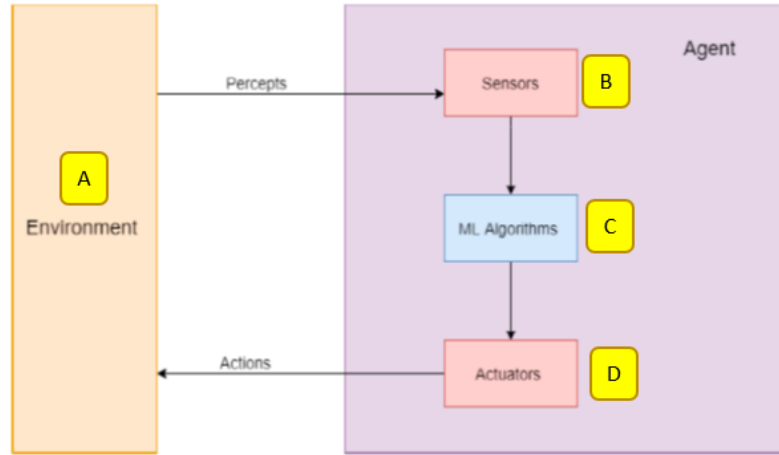 Agent
Percepts
Sensors
B
A
Environment
ML Algorithms
C
Actions
Actuators
D